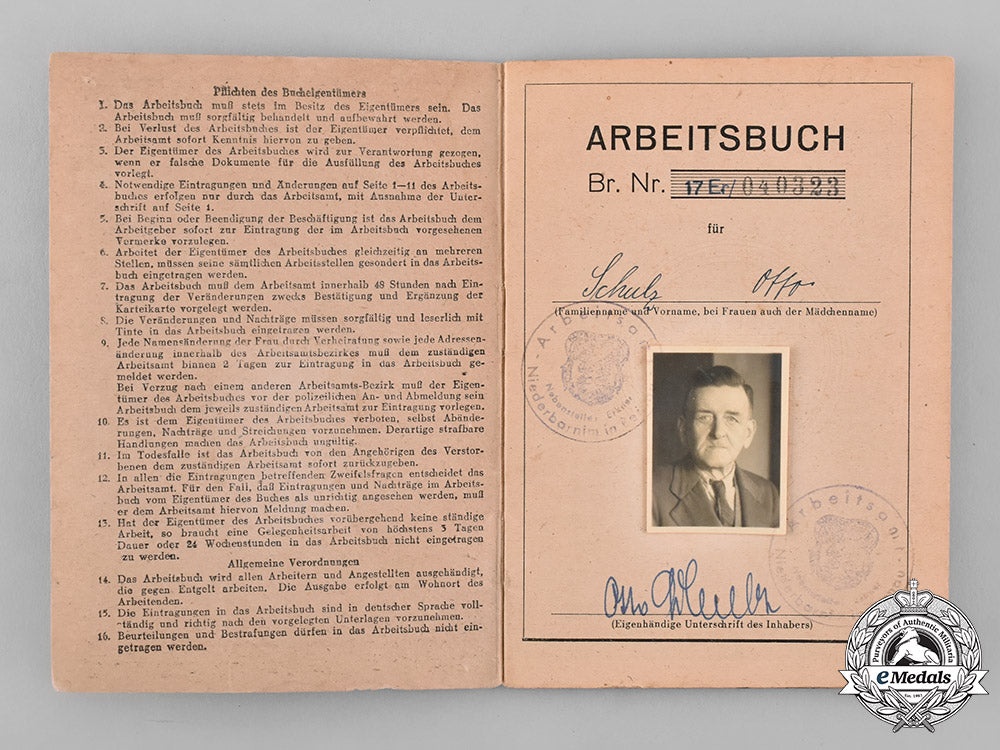 Pflichten des Bucheigentümers
1. Das Arbeitsbuch muß stets im Besitz des Eigentümers sein. Das
Arbeitsbuch muß sorgfältig behandelt und aufbewahrt werden.
2. Bei Verlust des Arbeitsbuches ist der Eigentümer verpflichtet, dem
Arbeitsamt sofort Kenntnis hiervon zu geben.
3. Der Eigentümer des Arbeitsbuches wird zur Verantwortung gezogen,
wenn er falsche Dokumente für die Ausfüllung des Arbeitsbuches
vorlegt.
4. Notwendige Eintragungen und Änderungen auf Seite 1—11 des Arbeits-
buches erfolgen nur durch das Arbeitsamt, mit Ausnahme der Unter-
schrift auf Seite 1.
5. Bei Beginn oder Beendigung der Beschäftigung ist das Arbeitsbuch dem
Arbeitgeber sofort zur Eintragung der im Arbeitsbuch vorgesehenen
Vermerke vorzulegen.
6. Arbeitet der Eigentümer des Arbeitsbuches gleichzeitig an mehreren
Stellen, müssen seine sämtlichen Arbeitsstellen gesondert in das Arbeits-
buch eingetragen werden.
7. Das Arbeitsbuch muß dem Arbeitsamt innerhalb 48 Stunden nach Ein-
tragung der Veränderungen zwecks Bestätigung und Ergänzung der
Karteikarte vorgelegt werden.
8. Die Veränderungen und Nachträge müssen sorgfältig und leserlich mit
Tinte in das Arbeitsbuch eingetragen werden.
9. Jede Namensänderung der Frau durch Verheiratung sowie jede Adressen-
änderung innerhalb des Arbeitsamtsbezirkes muß dem zuständigen
Arbeitsamt binnen 2 Tagen zur Eintragung in das Arbeitsbuch ge-
meldet werden.
Bei Verzug nach einem anderen Arbeitsamts-Bezirk muß der Eigen-
tümer des Arbeitsbuches vor der polizeilichen An- und Abmeldung sein
Arbeitsbuch dem jeweils zuständigen Arbeitsamt zur Eintragung vorlegen.
10. Es ist dem Eigentümer des Arbeitsbuches verboten, selbst Abände-
rungen, Nachträge und Streichungen vorzunehmen. Derartige strafbare
Handlungen machen das Arbeitsbuch ungültig.
11. Im Todesfalle ist das Arbeitsbuch von den Angehörigen des Verstor-
benen dem zuständigen Arbeitsamt sofort zurückzugeben.
12. In allen die Eintragungen betreffenden Zweifelsfragen entscheidet das
Arbeitsamt. Für den Fall, daß Eintragungen und Nachträge im Arbeits-
buch vom Eigentümer des Buches als unrichtig angesehen werden, muß
er dem Arbeitsamt hiervon Meldung machen.
13. Hat der Eigentümer des Arbeitsbuches vorübergehend keine ständige
Arbeit, so braucht eine Gelegenheitsarbeit von höchstens 3 Tagen
Dauer oder 24 Wochenstunden in das Arbeitsbuch nicht eingetragen
zu werden.
Allgemeine Verordnungen
14. Das Arbeitsbuch wird allen Arbeitern und Angestellten ausgehändigt,
die gegen Entgelt arbeiten. Die Ausgabe erfolgt am Wohnort des
Arbeitenden.
15. Die Eintragungen in das Arbeitsbuch sind in deutscher Sprache voll-
ständig und richtig nach den vorgelegten Unterlagen vorzunehmen.
16. Beurteilungen und Bestrafungen dürfen in das Arbeitsbuch nicht ein-
getragen werden.
ARBEITSBUCH
Br. Nr. 17 Er/040323
für
Schulz Otto
(Familienname und Vorname, bei Frauen auch der Mädchenname)
Arbeitsam
Niederbarnim in
Nebenstelle Erkner
Arbeitsamt
Otto Schulz
(Eigenhändige Unterschrift des Inhabers)
Purveyors of Authentic Militaria
eMedals